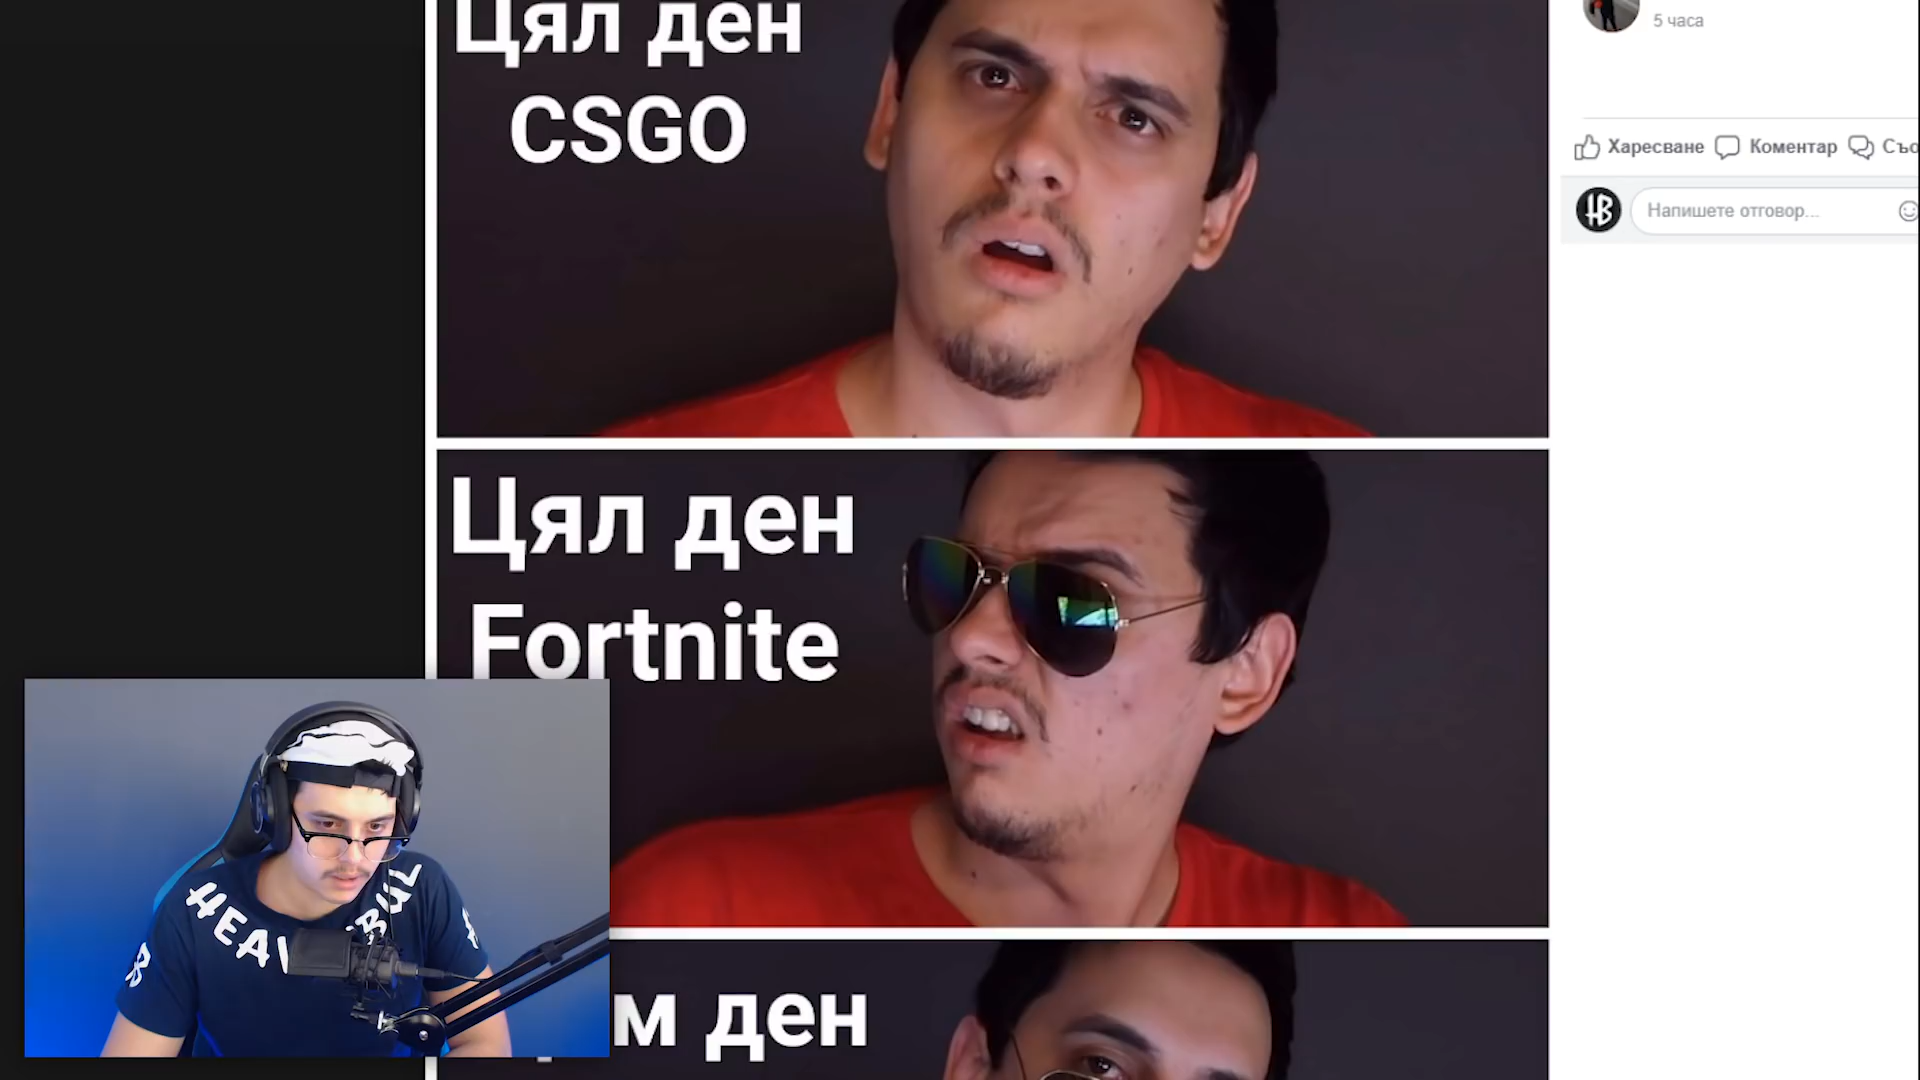 Цял ден
CSGO
5 часа
Харесване
Коментар
Напишете отговор...
Цял ден
Fortnite
ден